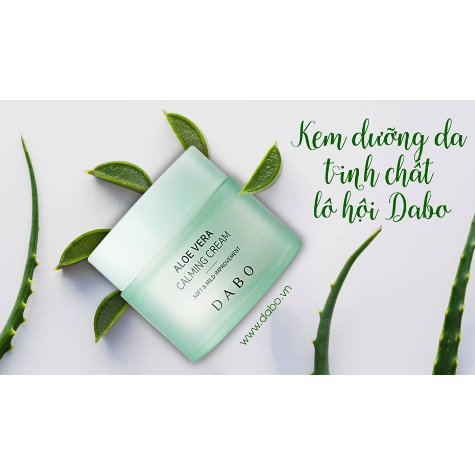 Kem dưỡng da
tinh chất
lô hội Dabo
ALOE VERA
CALMING CREAM
SOFT & MILD IMPROVEMENT
DABO
www.dabo.vn